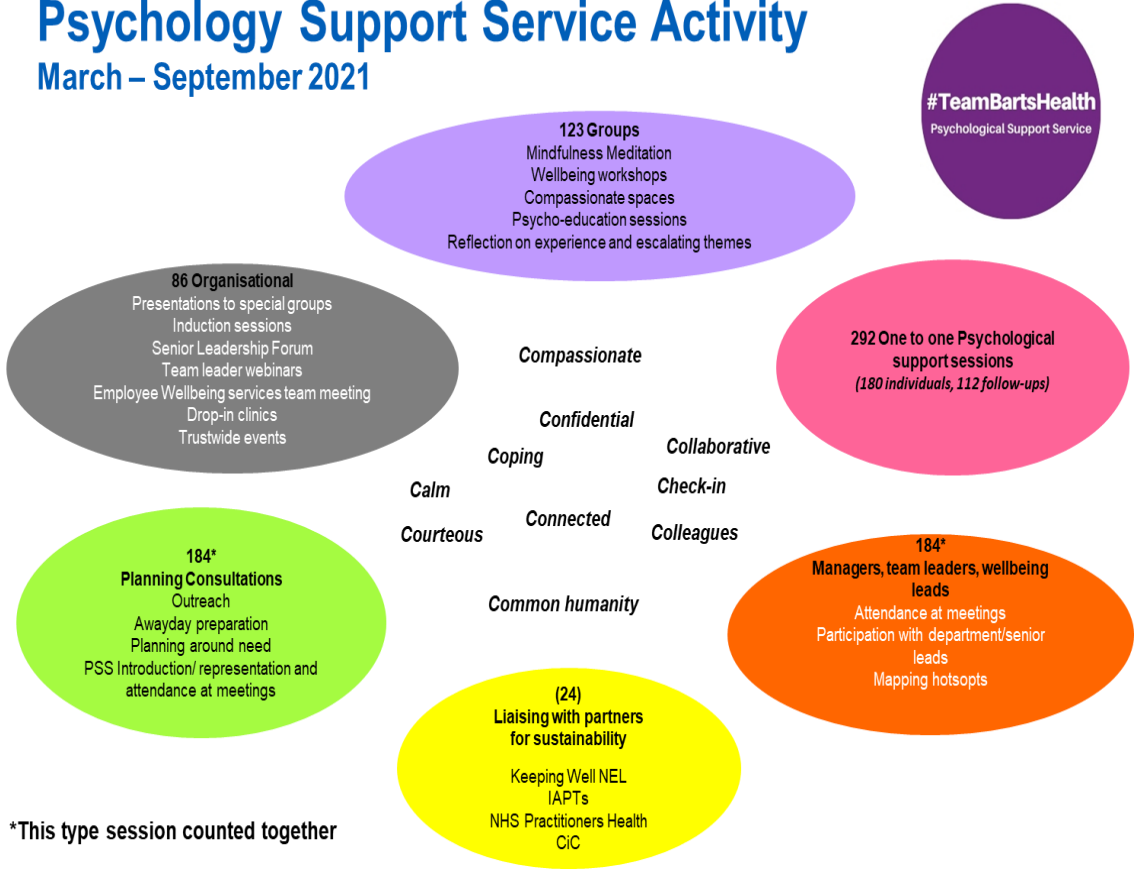 Psychology Support Service Activity
March – September 2021
#TeamBartsHealth
Psychological Support Service
123 Groups
Mindfulness Meditation
Wellbeing workshops
Compassionate spaces
Psycho-education sessions
Reflection on experience and escalating themes
86 Organisational
Presentations to special groups
Induction sessions
Senior Leadership Forum
Team leader webinars
Employee Wellbeing services team meeting
Drop-in clinics
Trustwide events
292 One to one Psychological
support sessions
(180 individuals, 112 follow-ups)
Compassionate
Confidential
Collaborative
Coping
Calm
Check-in
Connected
Courteous
Colleagues
Common humanity
184*
Planning Consultations
Outreach
Awayday preparation
Planning around need
PSS Introduction/ representation and
attendance at meetings
184*
Managers, team leaders, wellbeing
leads
Attendance at meetings
Participation with department/senior
leads
Mapping hotsopts
(24)
Liaising with partners
for sustainability
Keeping Well NEL
IAPTs
NHS Practitioners Health
CiC
*This type session counted together